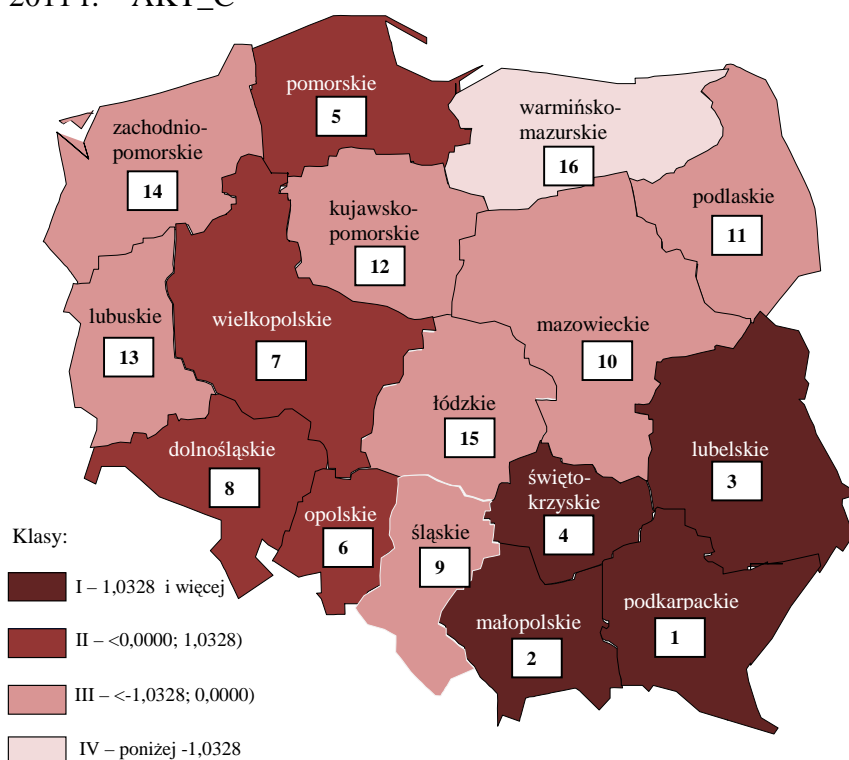 2011 r. – AKT_C
pomorskie
5
warmińsko-
mazurskie
16
zachodnio-
pomorskie
14
podlaskie
11
kujawsko-
pomorskie
12
lubuskie
13
wielkopolskie
7
mazowieckie
10
łódzkie
15
dolnośląskie
8
lubelskie
3
święto-
krzyskie
4
opolskie
6
śląskie
9
małopolskie
2
podkarpackie
1
Klasy:
I – 1,0328 i więcej
II – <0,0000; 1,0328)
III – <-1,0328; 0,0000)
IV – poniżej -1,0328